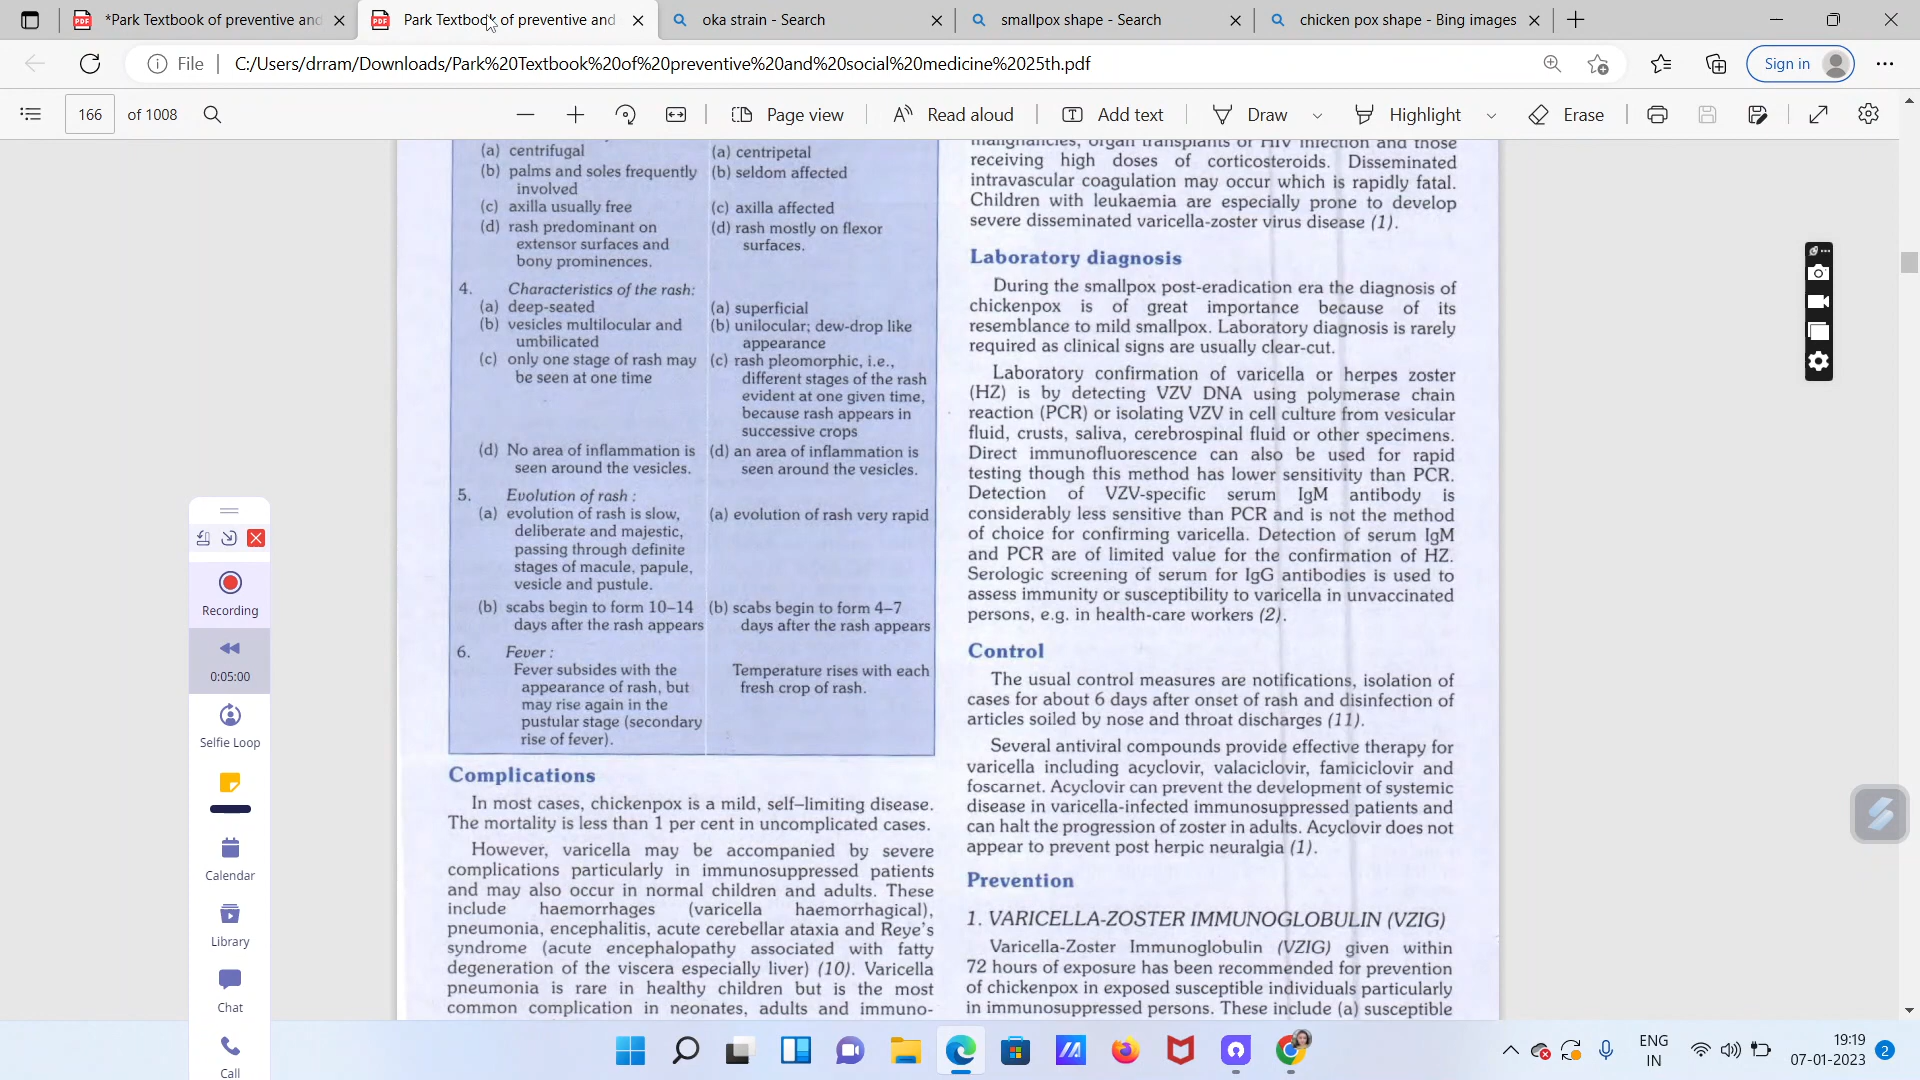 *Park Textbook of preventive and
Park Textbook of preventive and
oka strain - Search
smallpox shape - Search
chicken pox shape - Bing images
File
C:/Users/drram/Downloads/Park%20Textbook%20of%20preventive%20and%20social%20medicine%2025th.pdf
Sign in
166 of 1008
Page view
Read aloud
Add text
Draw
Highlight
Erase
(a) centrifugal (a) centripetal
(b) palms and soles frequently (b) seldom affected
involved
(c) axilla usually free (c) axilla affected
(d) rash predominant on (d) rash mostly on flexor
extensor surfaces and surfaces.
bony prominences.
4. Characteristics of the rash:
(a) deep-seated (a) superficial
(b) vesicles multilocular and (b) unilocular; dew-drop like
umbilicated appearance
(c) only one stage of rash may (c) rash pleomorphic, i.e.,
be seen at one time different stages of the rash
evident at one given time,
because rash appears in
successive crops
(d) No area of inflammation is (d) an area of inflammation is
seen around the vesicles. seen around the vesicles.
5. Evolution of rash :
(a) evolution of rash is slow, (a) evolution of rash very rapid
deliberate and majestic,
passing through definite
stages of macule, papule,
vesicle and pustule.
(b) scabs begin to form 10–14 (b) scabs begin to form 4–7
days after the rash appears days after the rash appears
6. Fever :
Fever subsides with the Temperature rises with each
appearance of rash, but fresh crop of rash.
may rise again in the
pustular stage (secondary
rise of fever).
Complications
In most cases, chickenpox is a mild, self–limiting disease.
The mortality is less than 1 per cent in uncomplicated cases.
However, varicella may be accompanied by severe
complications particularly in immunosuppressed patients
and may also occur in normal children and adults. These
include haemorrhages (varicella haemorrhagical),
pneumonia, encephalitis, acute cerebellar ataxia and Reye's
syndrome (acute encephalopathy associated with fatty
degeneration of the viscera especially liver) (10). Varicella
pneumonia is rare in healthy children but is the most
common complication in neonates, adults and immuno-
malignancies, organ transplants or HIV infection and those
receiving high doses of corticosteroids. Disseminated
intravascular coagulation may occur which is rapidly fatal.
Children with leukaemia are especially prone to develop
severe disseminated varicella-zoster virus disease (1).
Laboratory diagnosis
During the smallpox post-eradication era the diagnosis of
chickenpox is of great importance because of its
resemblance to mild smallpox. Laboratory diagnosis is rarely
required as clinical signs are usually clear-cut.
Laboratory confirmation of varicella or herpes zoster
(HZ) is by detecting VZV DNA using polymerase chain
reaction (PCR) or isolating VZV in cell culture from vesicular
fluid, crusts, saliva, cerebrospinal fluid or other specimens.
Direct immunofluorescence can also be used for rapid
testing though this method has lower sensitivity than PCR.
Detection of VZV-specific serum IgM antibody is
considerably less sensitive than PCR and is not the method
of choice for confirming varicella. Detection of serum IgM
and PCR are of limited value for the confirmation of HZ.
Serologic screening of serum for IgG antibodies is used to
assess immunity or susceptibility to varicella in unvaccinated
persons, e.g. in health-care workers (2).
Control
The usual control measures are notifications, isolation of
cases for about 6 days after onset of rash and disinfection of
articles soiled by nose and throat discharges (11).
Several antiviral compounds provide effective therapy for
varicella including acyclovir, valaciclovir, famiciclovir and
foscarnet. Acyclovir can prevent the development of systemic
disease in varicella-infected immunosuppressed patients and
can halt the progression of zoster in adults. Acyclovir does not
appear to prevent post herpic neuralgia (1).
Prevention
1. VARICELLA-ZOSTER IMMUNOGLOBULIN (VZIG)
Varicella-Zoster Immunoglobulin (VZIG) given within
72 hours of exposure has been recommended for prevention
of chickenpox in exposed susceptible individuals particularly
in immunosuppressed persons. These include (a) susceptible
Recording
0:05:00
Selfie Loop
Calendar
Library
Chat
Call
ENG
IN
19:19
07-01-2023
2